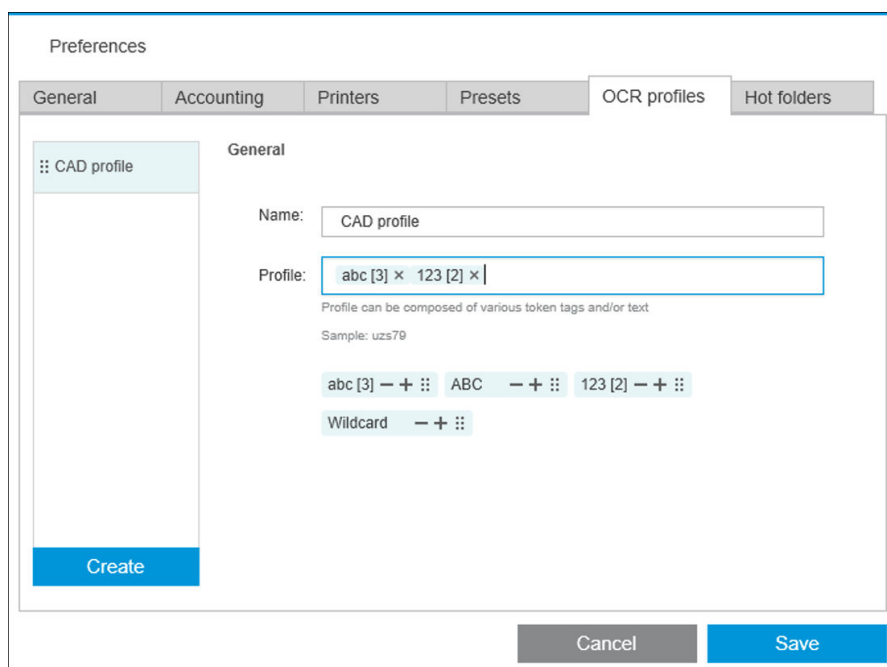 Preferences
General Accounting Printers Presets OCR profiles Hot folders
CAD profile
General
Name: CAD profile
Profile: abc [3] × 123 [2] ×
Profile can be composed of various token tags and/or text
Sample: uzs79
abc [3] − + ABC − + 123 [2] − +
Wildcard − +
Create
Cancel Save